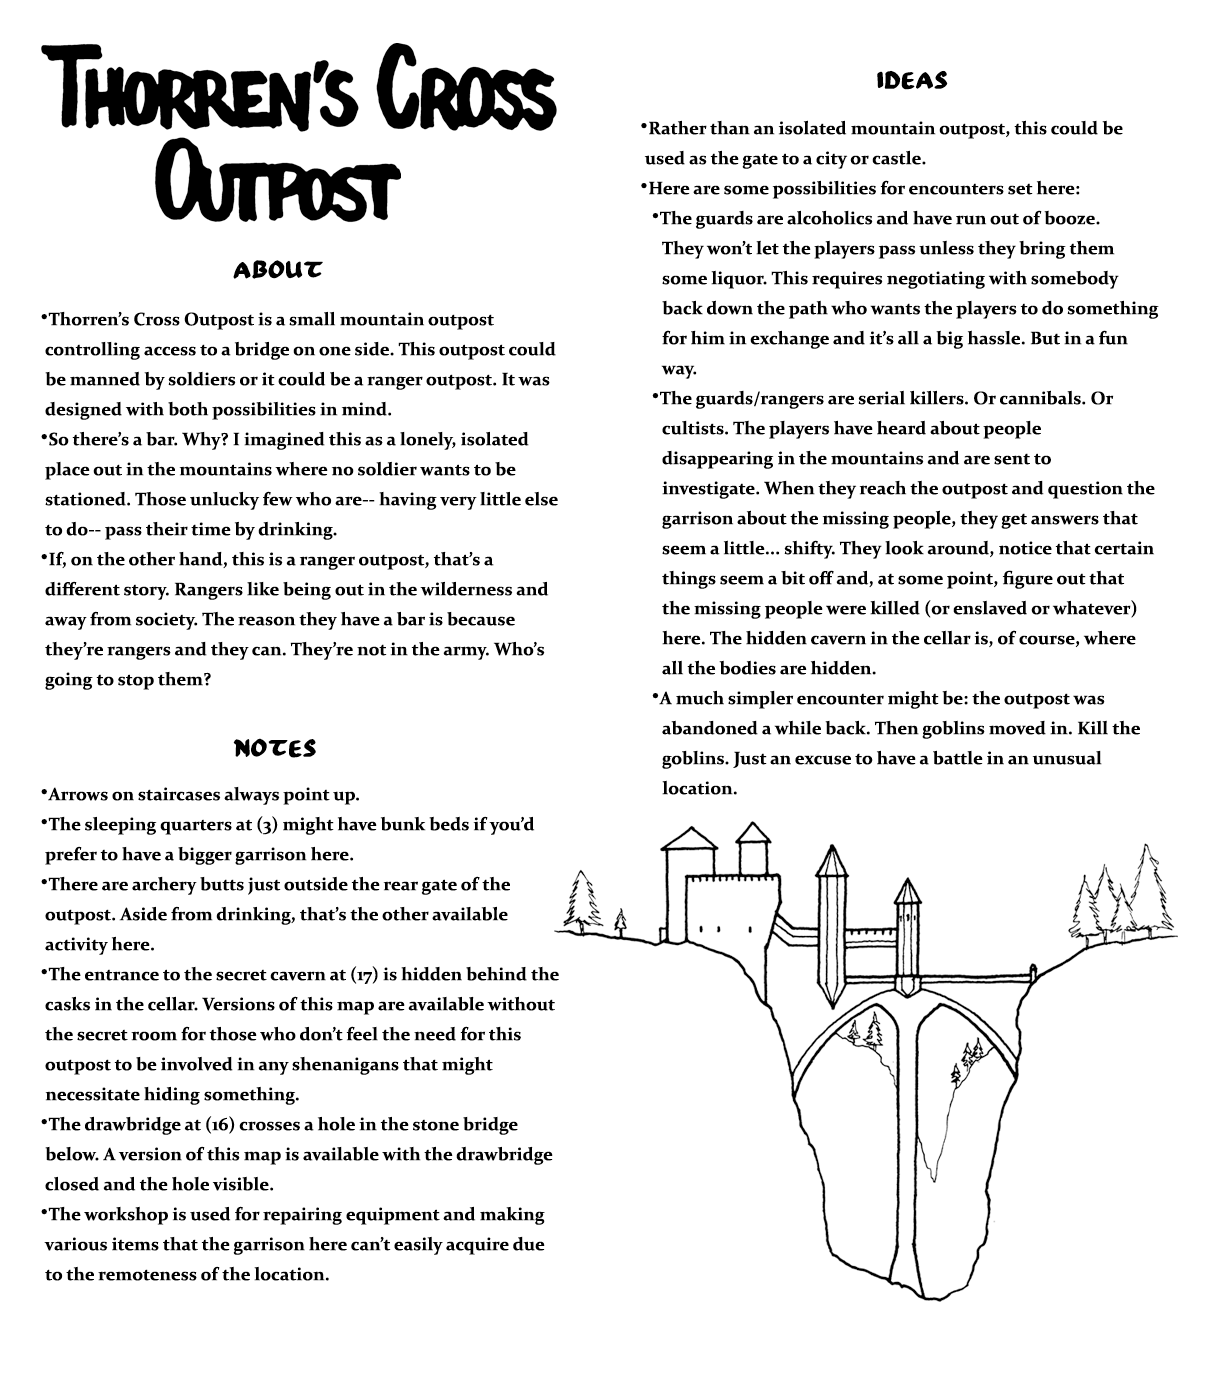 THORREN'S CROSS
OUTPOST
ABOUT
•Thorren's Cross Outpost is a small mountain outpost
controlling access to a bridge on one side. This outpost could
be manned by soldiers or it could be a ranger outpost. It was
designed with both possibilities in mind.
•So there's a bar. Why? I imagined this as a lonely, isolated
place out in the mountains where no soldier wants to be
stationed. Those unlucky few who are-- having very little else
to do-- pass their time by drinking.
•If, on the other hand, this is a ranger outpost, that's a
different story. Rangers like being out in the wilderness and
away from society. The reason they have a bar is because
they're rangers and they can. They're not in the army. Who's
going to stop them?
NOTES
•Arrows on staircases always point up.
•The sleeping quarters at (3) might have bunk beds if you'd
prefer to have a bigger garrison here.
•There are archery butts just outside the rear gate of the
outpost. Aside from drinking, that's the other available
activity here.
•The entrance to the secret cavern at (17) is hidden behind the
casks in the cellar. Versions of this map are available without
the secret room for those who don't feel the need for this
outpost to be involved in any shenanigans that might
necessitate hiding something.
•The drawbridge at (16) crosses a hole in the stone bridge
below. A version of this map is available with the drawbridge
closed and the hole visible.
•The workshop is used for repairing equipment and making
various items that the garrison here can't easily acquire due
to the remoteness of the location.
IDEAS
•Rather than an isolated mountain outpost, this could be
used as the gate to a city or castle.
•Here are some possibilities for encounters set here:
•The guards are alcoholics and have run out of booze.
They won't let the players pass unless they bring them
some liquor. This requires negotiating with somebody
back down the path who wants the players to do something
for him in exchange and it's all a big hassle. But in a fun
way.
•The guards/rangers are serial killers. Or cannibals. Or
cultists. The players have heard about people
disappearing in the mountains and are sent to
investigate. When they reach the outpost and question the
garrison about the missing people, they get answers that
seem a little... shifty. They look around, notice that certain
things seem a bit off and, at some point, figure out that
the missing people were killed (or enslaved or whatever)
here. The hidden cavern in the cellar is, of course, where
all the bodies are hidden.
•A much simpler encounter might be: the outpost was
abandoned a while back. Then goblins moved in. Kill the
goblins. Just an excuse to have a battle in an unusual
location.